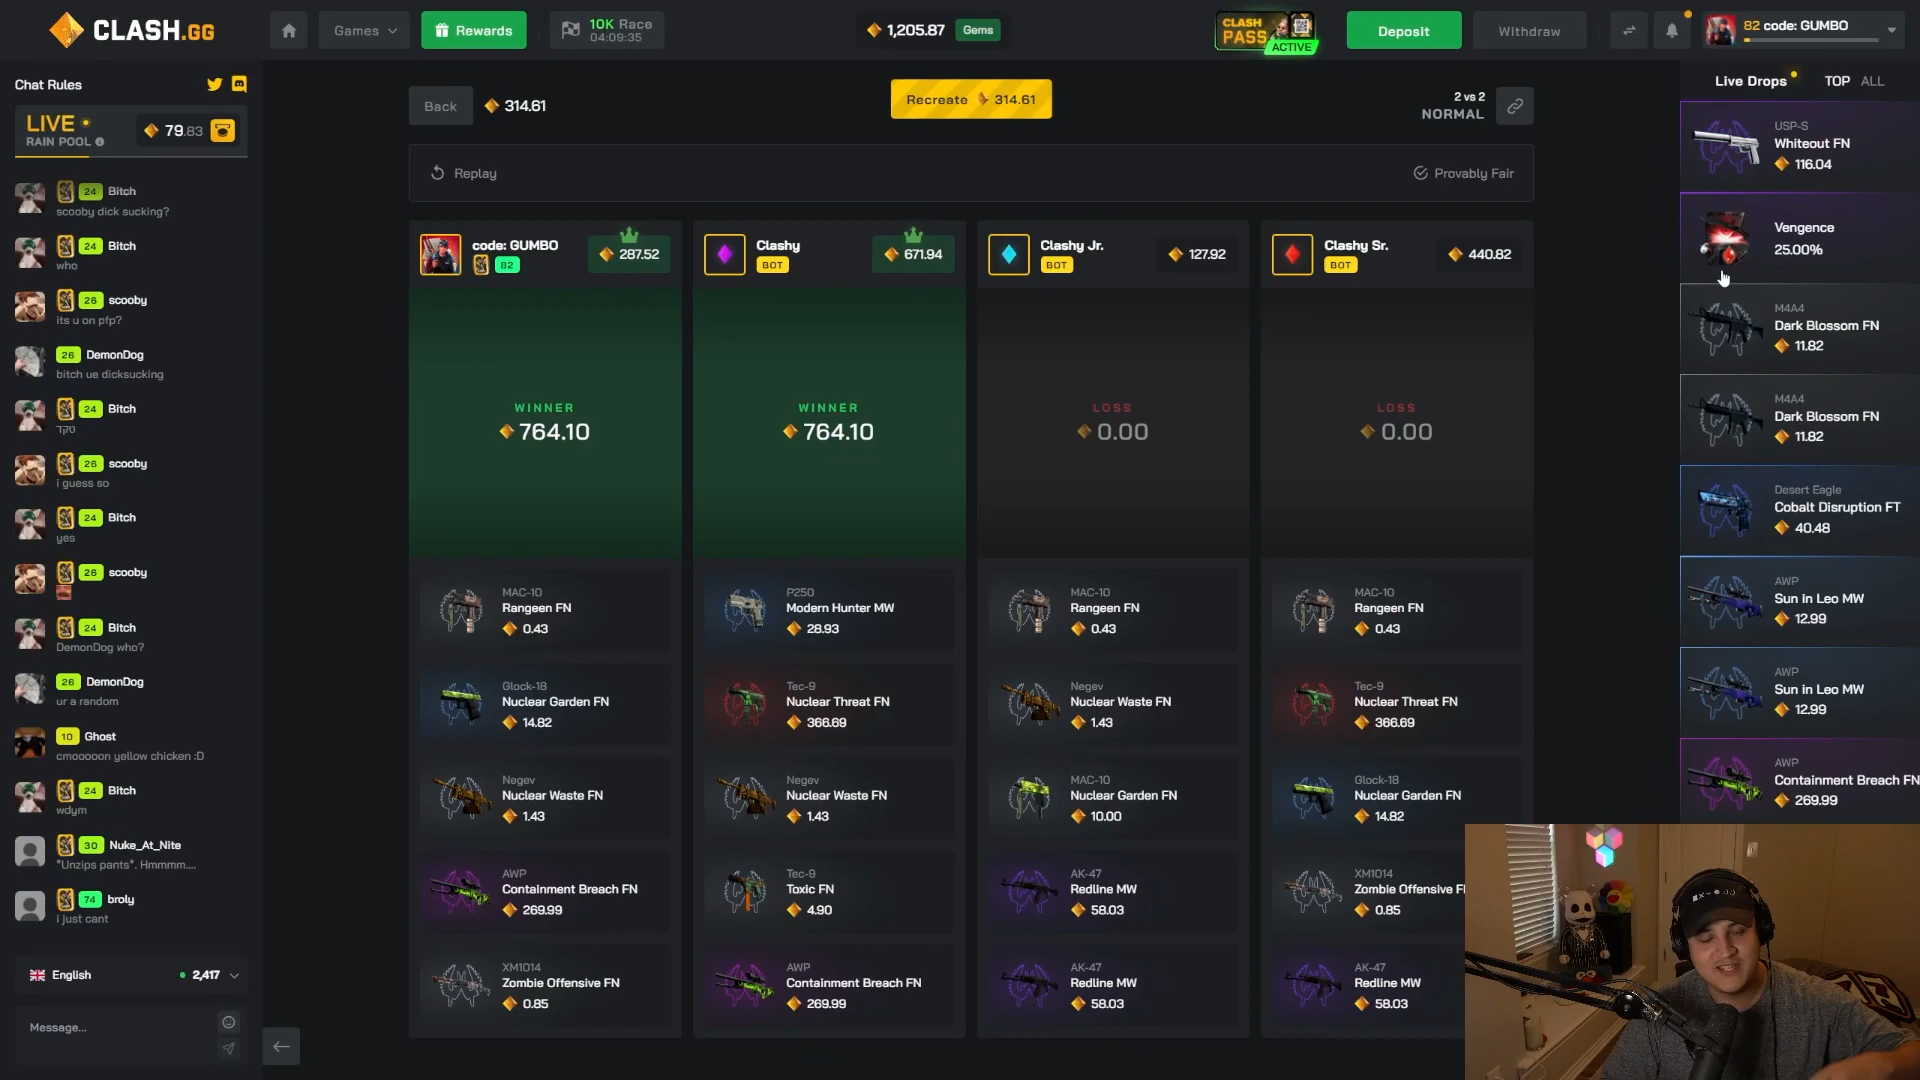 CLASH.GG
Games
Rewards
10K Race
04:09:35
1,205.87
Gems
CLASH
PASS
ACTIVE
Deposit
Withdraw
82 code: GUMBO
Chat Rules
LIVE
RAIN POOL
79.83
24 Bitch
scooby dick sucking?
24 Bitch
who
26 scooby
its u on pfp?
26 DemonDog
bitch ue dicksucking
24 Bitch
דקר
26 scooby
i guess so
24 Bitch
yes
26 scooby
24 Bitch
DemonDog who?
26 DemonDog
ur a random
10 Ghost
cmooooon yellow chicken :D
24 Bitch
wdym
30 Nuke_At_Nite
*Unzips pants*. Hmmmm....
74 broly
i just cant
English
2,417
Message...
Back
314.61
Recreate 314.61
2 vs 2
NORMAL
Replay
Provably Fair
code: GUMBO
82
287.52
WINNER
764.10
MAC-10
Rangeen FN
0.43
Glock-18
Nuclear Garden FN
14.82
Negev
Nuclear Waste FN
1.43
AWP
Containment Breach FN
269.99
XM1014
Zombie Offensive FN
0.85
Clashy
BOT
671.94
WINNER
764.10
P250
Modern Hunter MW
28.93
Tec-9
Nuclear Threat FN
366.69
Negev
Nuclear Waste FN
1.43
Tec-9
Toxic FN
4.90
AWP
Containment Breach FN
269.99
Clashy Jr.
BOT
127.92
LOSS
0.00
MAC-10
Rangeen FN
0.43
Negev
Nuclear Waste FN
1.43
MAC-10
Nuclear Garden FN
10.00
AK-47
Redline MW
58.03
AK-47
Redline MW
58.03
Clashy Sr.
BOT
440.82
LOSS
0.00
MAC-10
Rangeen FN
0.43
Tec-9
Nuclear Threat FN
366.69
Glock-18
Nuclear Garden FN
14.82
XM1014
Zombie Offensive F
0.85
AK-47
Redline MW
58.03
Live Drops
TOP ALL
USP-S
Whiteout FN
116.04
Vengence
25.00%
M4A4
Dark Blossom FN
11.82
M4A4
Dark Blossom FN
11.82
Desert Eagle
Cobalt Disruption FT
40.48
AWP
Sun in Leo MW
12.99
AWP
Sun in Leo MW
12.99
AWP
Containment Breach FN
269.99